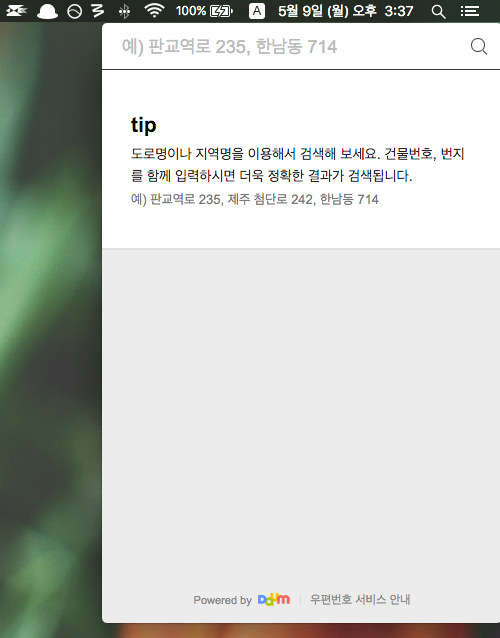 100% A 5월 9일 (월) 오후 3:37
예) 판교역로 235, 한남동 714
tip
도로명이나 지역명을 이용해서 검색해 보세요. 건물번호, 번지
를 함께 입력하시면 더욱 정확한 결과가 검색됩니다.
예) 판교역로 235, 제주 첨단로 242, 한남동 714
Powered by Daum 우편번호 서비스 안내